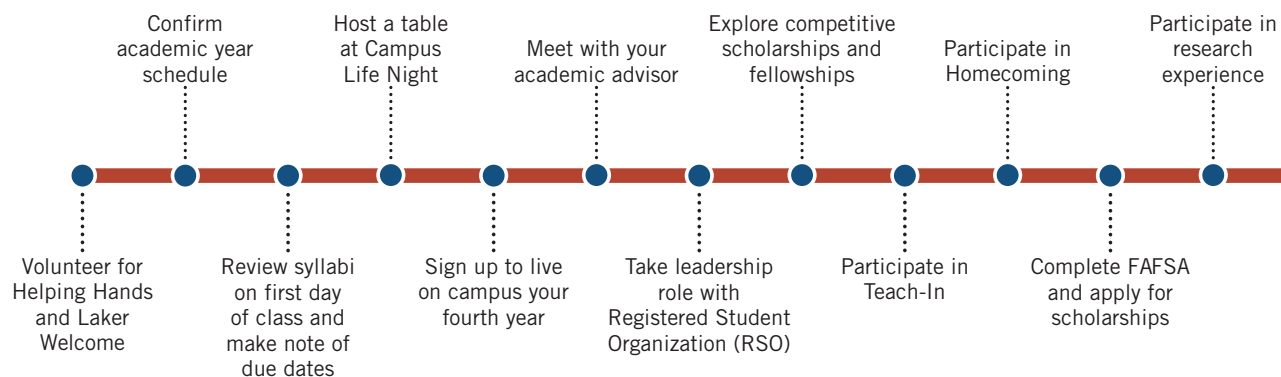 Confirm
academic year
schedule
Host a table
at Campus
Life Night
Meet with your
academic advisor
Explore competitive
scholarships and
fellowships
Participate in
Homecoming
Participate in
research
experience
Volunteer for
Helping Hands
and Laker
Welcome
Review syllabi
on first day
of class and
make note of
due dates
Sign up to live
on campus your
fourth year
Take leadership
role with
Registered Student
Organization (RSO)
Participate in
Teach-In
Complete FAFSA
and apply for
scholarships